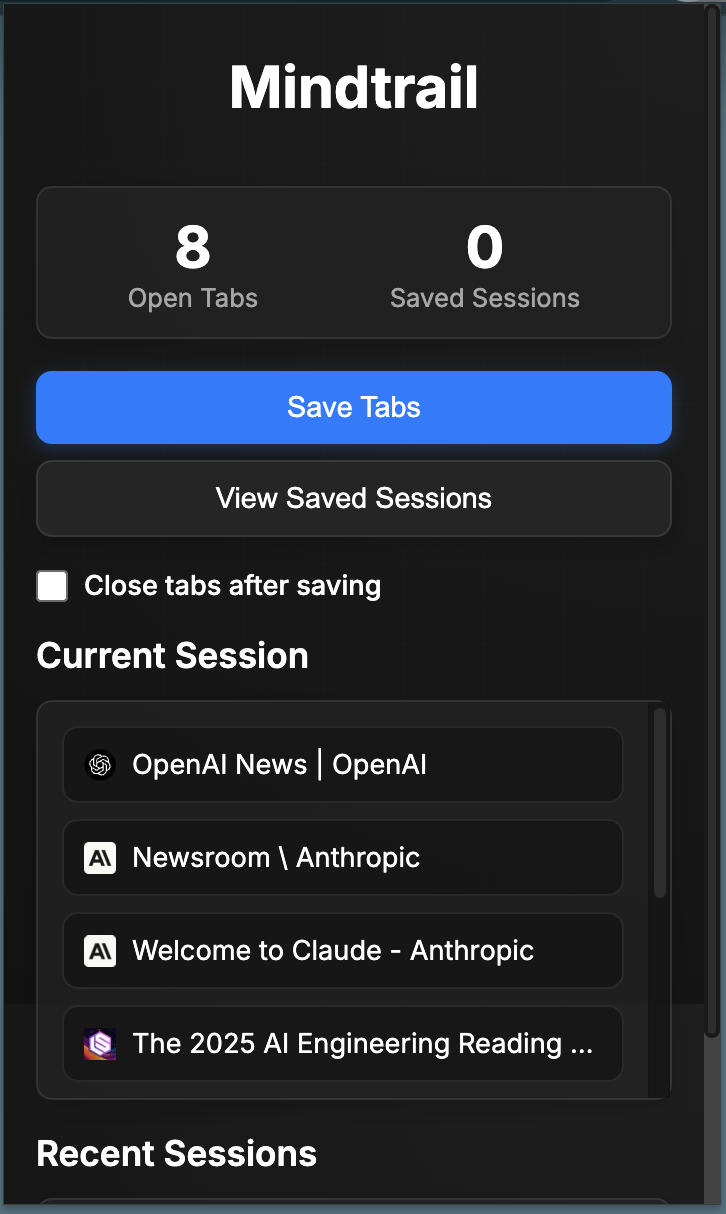 Mindtrail
8
0
Open Tabs
Saved Sessions
Save Tabs
View Saved Sessions
Close tabs after saving
Current Session
OpenAI News | OpenAI
A\ Newsroom \ Anthropic
A\ Welcome to Claude - Anthropic
The 2025 AI Engineering Reading ...
Recent Sessions